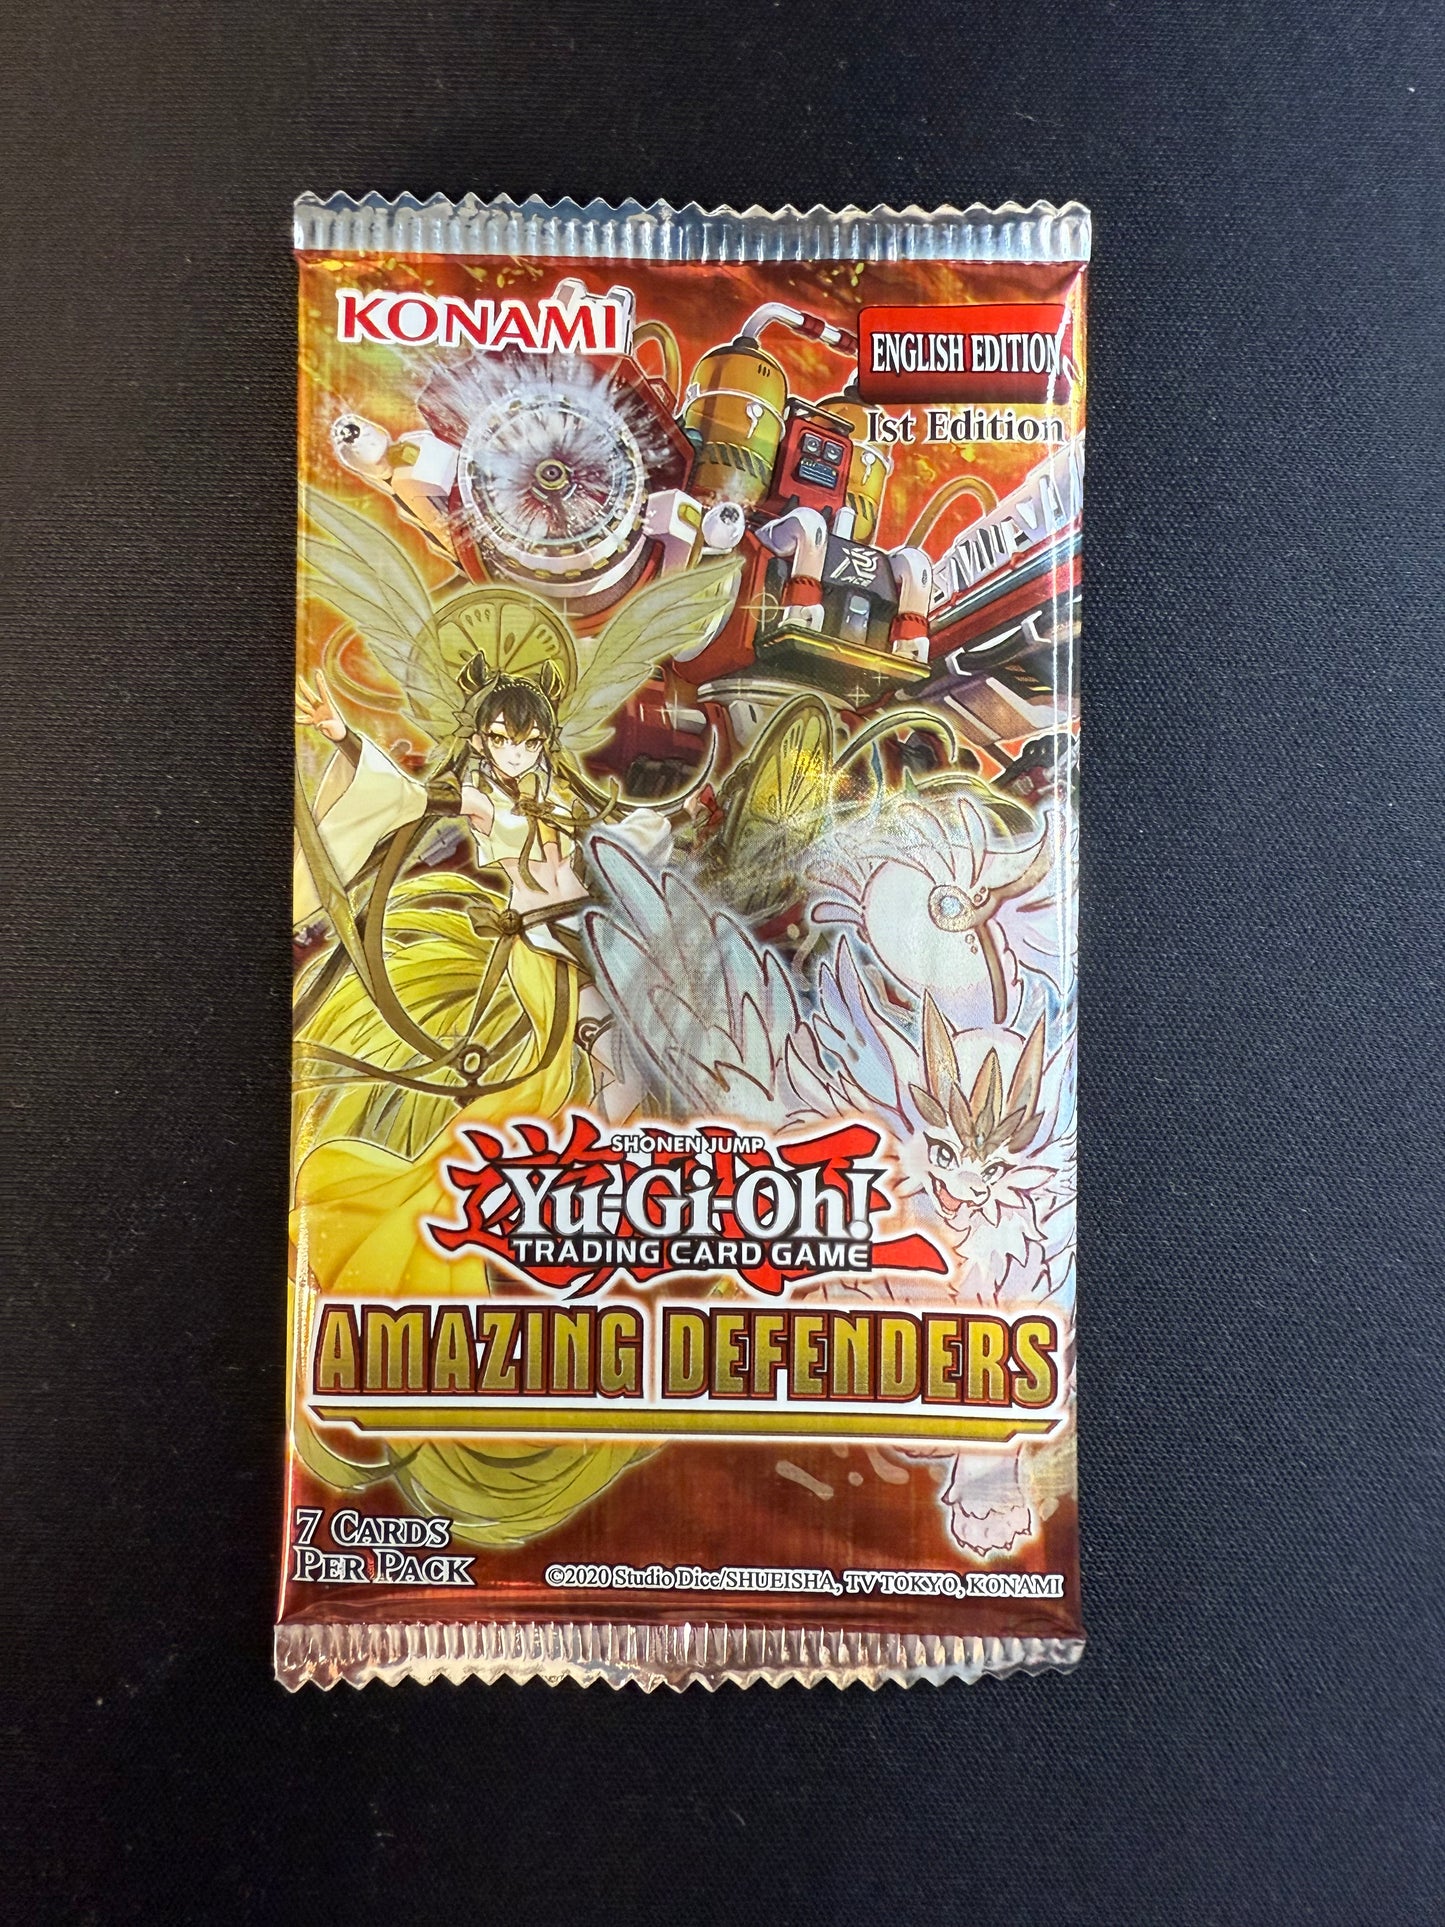 KONAMI
ENGLISH EDITION
1st Edition
R
ACE
SHONEN JUMP
Yu-Gi-Oh!
TRADING CARD GAME
AMAZING DEFENDERS
7 CARDS
PER PACK
©2020 Studio Dice/SHUEISHA, TV TOKYO, KONAMI